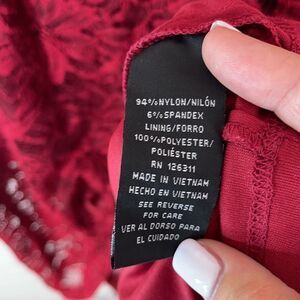 94%NYLON/NILÓN
6%SPANDEX
LINING/FORRO
100%POLYESTER/
POLIÉSTER
RN 126311
MADE IN VIETNAM
HECHO EN VIETNAM
SEE REVERSE
FOR CARE
VER AL DORSO PARA
EL CUIDADO